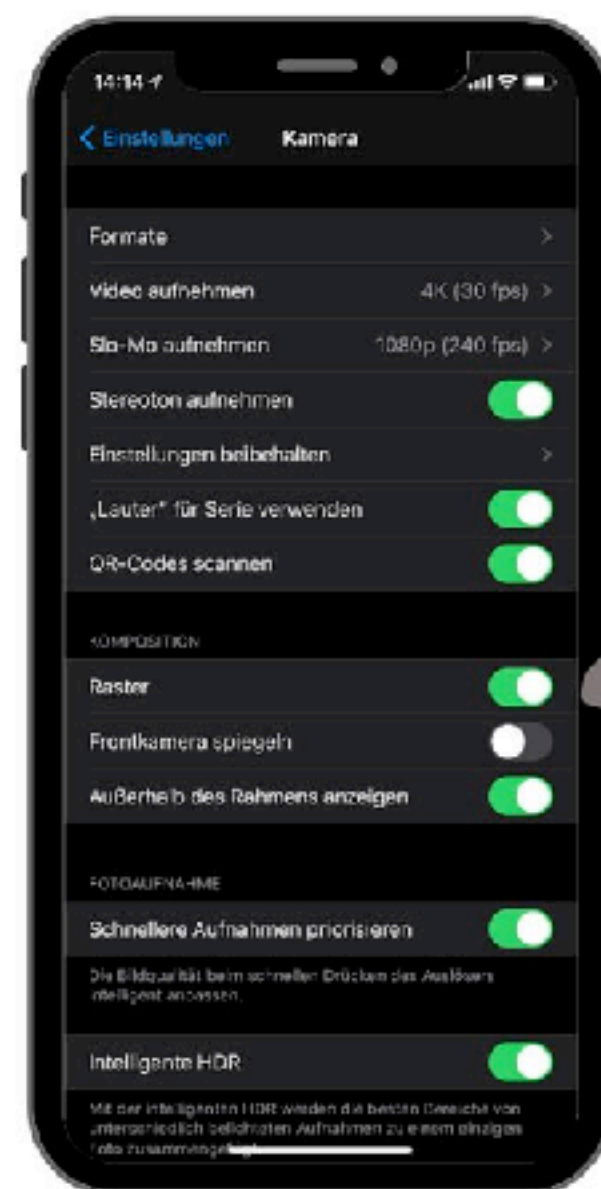 14:14
Einstellungen Kamera
Formate
Video aufnehmen 4K (30 fps)
Slo-Mo aufnehmen 1080p (240 fps)
Stereoton aufnehmen
Einstellungen beibehalten
„Lauter“ für Serie verwenden
QR-Codes scannen
KOMPOSITION
Raster
Frontkamera spiegeln
Außerhalb des Rahmens anzeigen
FOTOAUFNAHME
Schnellere Aufnahmen priorisieren
Die Bildqualität beim schnellen Drücken des Auslösers
intelligent anpassen.
Intelligente HDR
Mit der intelligenten HDR werden die besten Bereiche von
unterschiedlich belichteten Aufnahmen zu einem einzigen
Foto